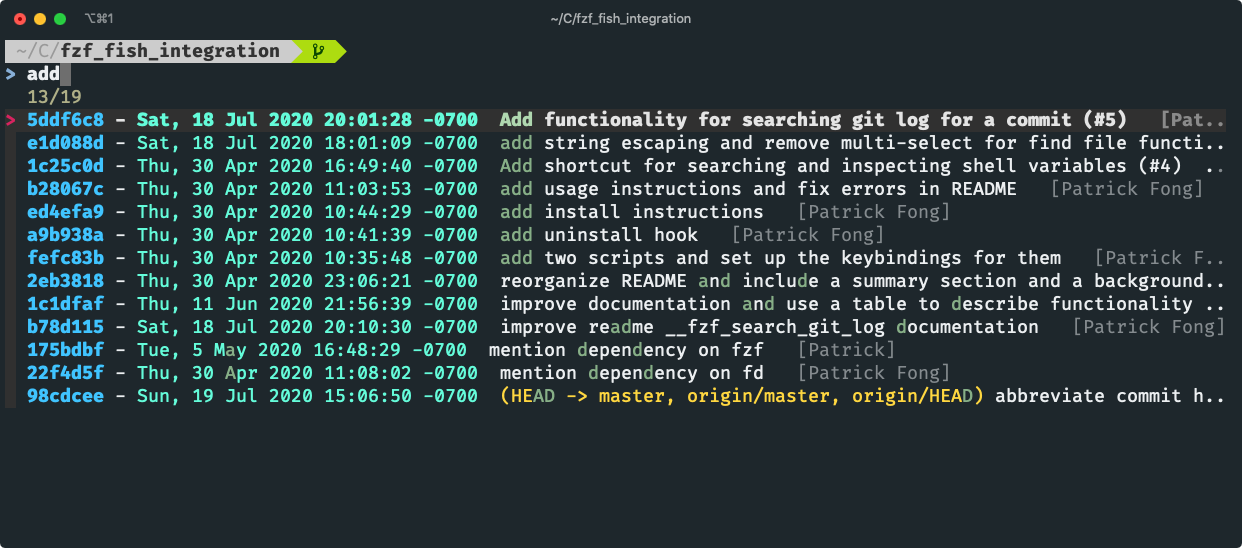 ⌥⌘1 ~/C/fzf_fish_integration
~/C/fzf_fish_integration
> add
13/19
> 5ddf6c8 - Sat, 18 Jul 2020 20:01:28 -0700 Add functionality for searching git log for a commit (#5) [Pat..
e1d088d - Sat, 18 Jul 2020 18:01:09 -0700 add string escaping and remove multi-select for find file functi..
1c25c0d - Thu, 30 Apr 2020 16:49:40 -0700 Add shortcut for searching and inspecting shell variables (#4) ..
b28067c - Thu, 30 Apr 2020 11:03:53 -0700 add usage instructions and fix errors in README [Patrick Fong]
ed4efa9 - Thu, 30 Apr 2020 10:44:29 -0700 add install instructions [Patrick Fong]
a9b938a - Thu, 30 Apr 2020 10:41:39 -0700 add uninstall hook [Patrick Fong]
fefc83b - Thu, 30 Apr 2020 10:35:48 -0700 add two scripts and set up the keybindings for them [Patrick F..
2eb3818 - Thu, 30 Apr 2020 23:06:21 -0700 reorganize README and include a summary section and a background..
1c1dfaf - Thu, 11 Jun 2020 21:56:39 -0700 improve documentation and use a table to describe functionality ..
b78d115 - Sat, 18 Jul 2020 20:10:30 -0700 improve readme __fzf_search_git_log documentation [Patrick Fong]
175bdbf - Tue, 5 May 2020 16:48:29 -0700 mention dependency on fzf [Patrick]
22f4d5f - Thu, 30 Apr 2020 11:08:02 -0700 mention dependency on fd [Patrick Fong]
98cdcee - Sun, 19 Jul 2020 15:06:50 -0700 (HEAD -> master, origin/master, origin/HEAD) abbreviate commit h..